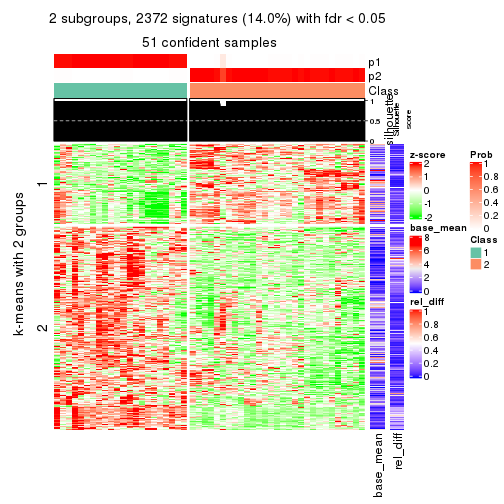 2 subgroups, 2372 signatures (14.0%) with fdr < 0.05
51 confident samples
p1
p2
Class
silhouette
Silhouette
score
1
0.5
0
k-means with 2 groups
1
2
base_mean
rel_diff
z-score
2
1
0
-1
-2
base_mean
8
6
4
2
0
rel_diff
1
0.8
0.6
0.4
0.2
0
Prob
1
0.8
0.6
0.4
0.2
0
Class
1
2